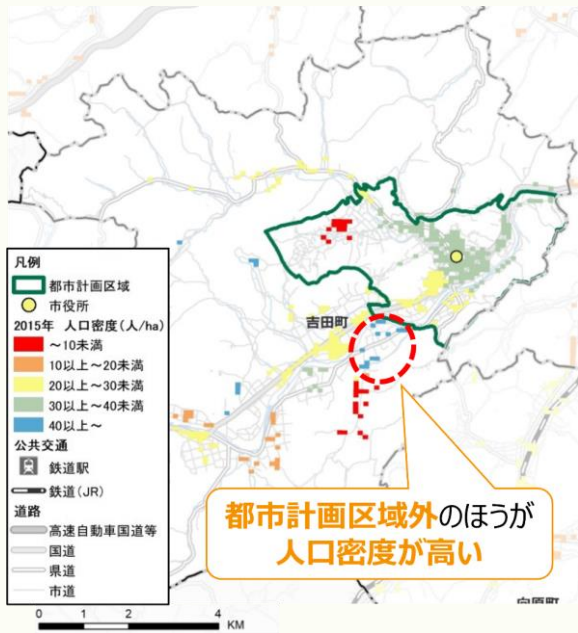 吉田町
凡例
都市計画区域
市役所
2015年 人口密度(人/ha)
～10未満
10以上～20未満
20以上～30未満
30以上～40未満
40以上～
公共交通
鉄道駅
鉄道(JR)
道路
高速自動車国道等
国道
県道
市道
都市計画区域外のほうが
人口密度が高い
0 1 2 4
KM